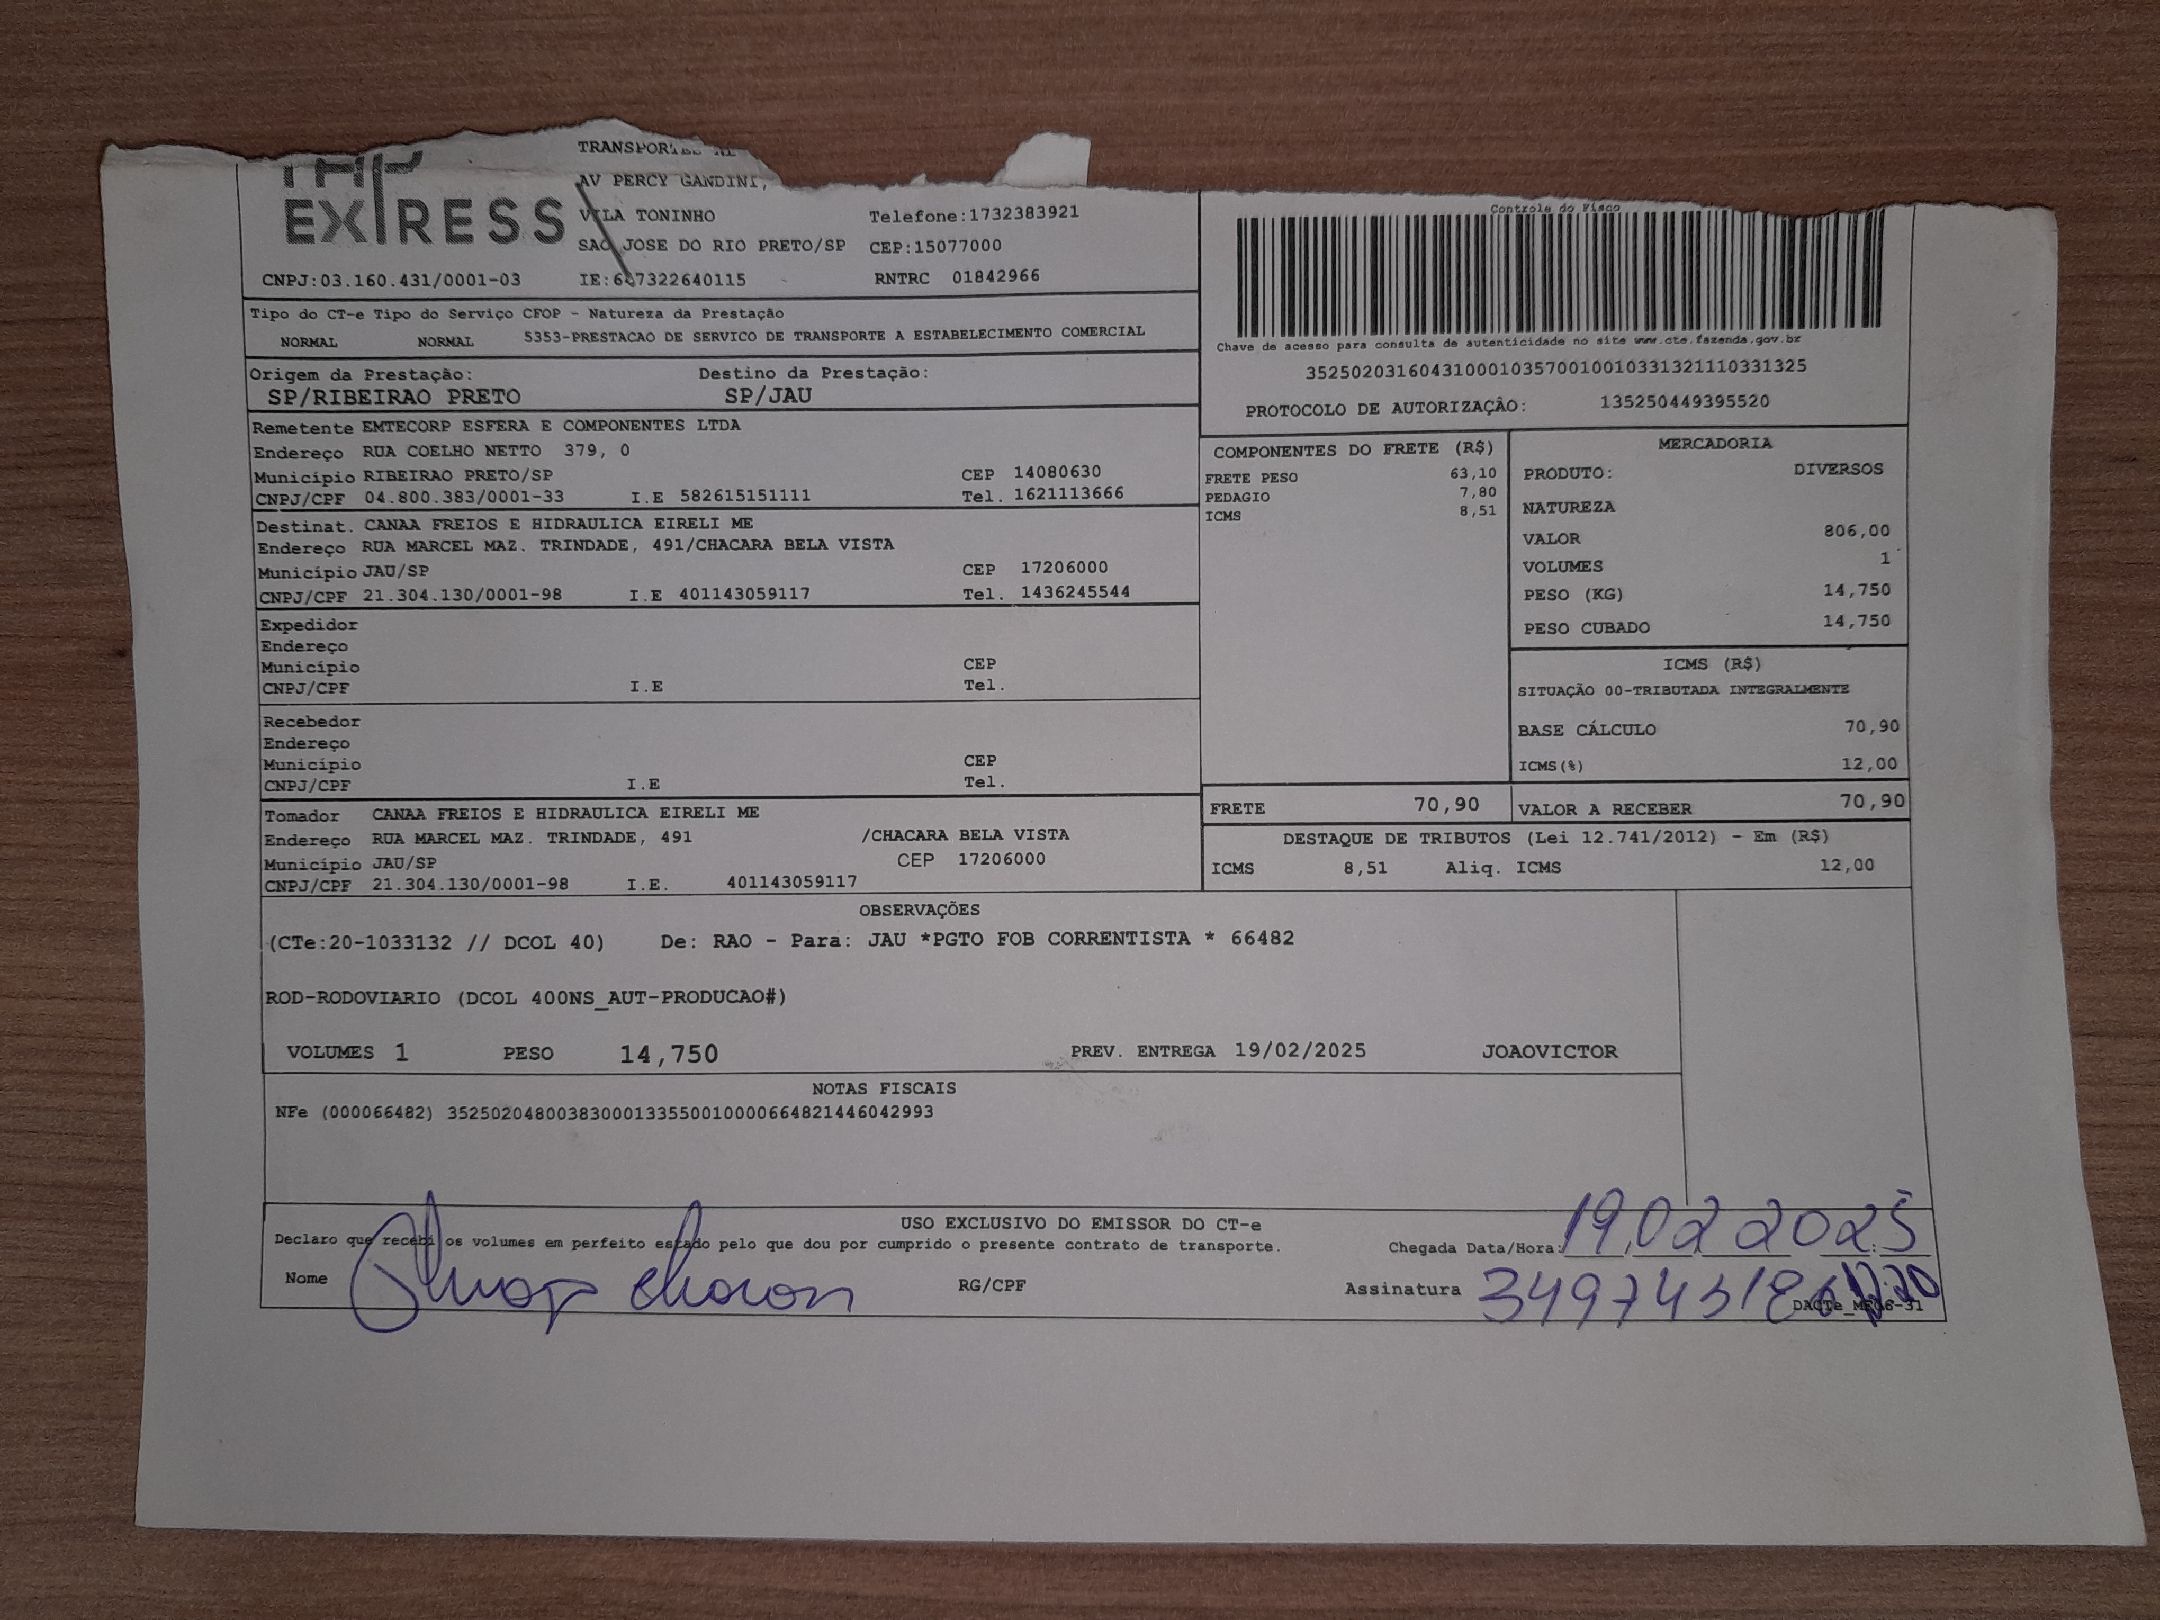 EXPRESS
AV PERCY GANDINI,
VILA TONINHO Telefone:1732383921
SAO JOSE DO RIO PRETO/SP CEP:15077000
CNPJ:03.160.431/0001-03 IE:647322640115 RNTRC 01842966
Controle do Fisco
Tipo do CT-e Tipo do Serviço CFOP - Natureza da Prestação
NORMAL NORMAL 5353-PRESTACAO DE SERVICO DE TRANSPORTE A ESTABELECIMENTO COMERCIAL
Chave de acesso para consulta de autenticidade no site www.cte.fazenda.gov.br
35250203160431000103570010010331321110331325
PROTOCOLO DE AUTORIZAÇÃO: 135250449395520
Origem da Prestação: Destino da Prestação:
SP/RIBEIRAO PRETO SP/JAU
Remetente EMTECORP ESFERA E COMPONENTES LTDA
Endereço RUA COELHO NETTO 379, 0
Município RIBEIRAO PRETO/SP CEP 14080630
CNPJ/CPF 04.800.383/0001-33 I.E 582615151111 Tel. 1621113666
Destinat. CANAA FREIOS E HIDRAULICA EIRELI ME
Endereço RUA MARCEL MAZ. TRINDADE, 491/CHACARA BELA VISTA
Município JAU/SP CEP 17206000
CNPJ/CPF 21.304.130/0001-98 I.E 401143059117 Tel. 1436245544
Expedidor
Endereço
Município CEP
CNPJ/CPF I.E Tel.
Recebedor
Endereço
Município CEP
CNPJ/CPF I.E Tel.
Tomador CANAA FREIOS E HIDRAULICA EIRELI ME
Endereço RUA MARCEL MAZ. TRINDADE, 491 /CHACARA BELA VISTA
Município JAU/SP CEP 17206000
CNPJ/CPF 21.304.130/0001-98 I.E. 401143059117
COMPONENTES DO FRETE (R$)
FRETE PESO 63,10
PEDAGIO 7,80
ICMS 8,51
MERCADORIA
PRODUTO: DIVERSOS
NATUREZA
VALOR 806,00
VOLUMES 1
PESO (KG) 14,750
PESO CUBADO 14,750
ICMS (R$)
SITUAÇÃO 00-TRIBUTADA INTEGRALMENTE
BASE CÁLCULO 70,90
ICMS(%) 12,00
FRETE 70,90 VALOR A RECEBER 70,90
DESTAQUE DE TRIBUTOS (Lei 12.741/2012) - Em (R$)
ICMS 8,51 Aliq. ICMS 12,00
OBSERVAÇÕES
(CTe:20-1033132 // DCOL 40) De: RAO - Para: JAU *PGTO FOB CORRENTISTA * 66482
ROD-RODOVIARIO (DCOL 400NS_AUT-PRODUCAO#)
VOLUMES 1 PESO 14,750 PREV. ENTREGA 19/02/2025 JOAOVICTOR
NOTAS FISCAIS
NFe (000066482) 35250204800383000133550010000664821446042993
USO EXCLUSIVO DO EMISSOR DO CT-e
Declaro que recebi os volumes em perfeito estado pelo que dou por cumprido o presente contrato de transporte.
Chegada Data/Hora: 19.02 2025
Nome RG/CPF Assinatura